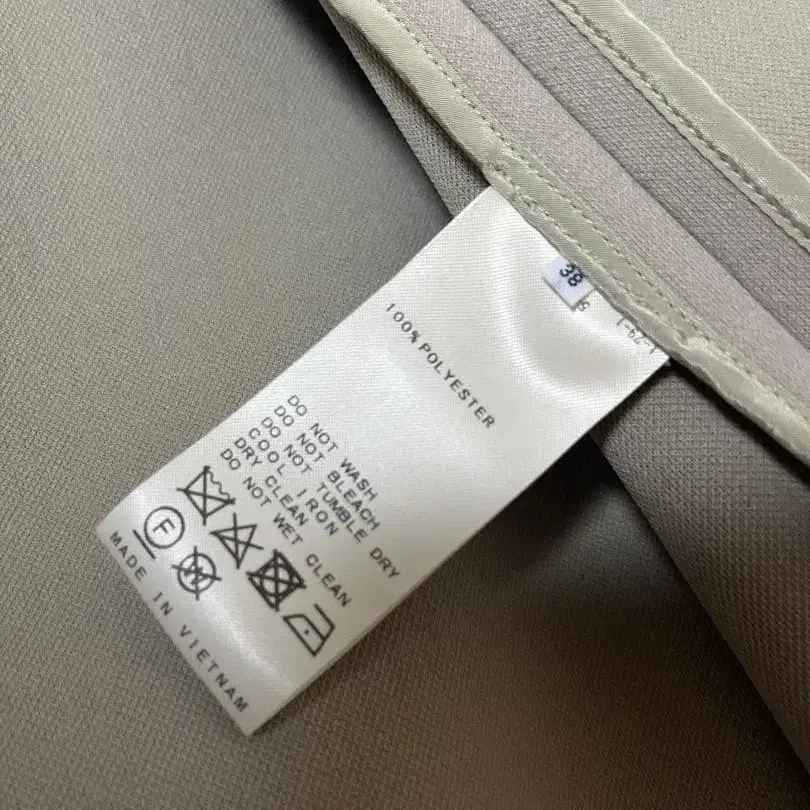 38
100% POLYESTER
DO NOT WASH
DO NOT BLEACH
DO NOT TUMBLE DRY
COOL IRON
DRY CLEAN
DO NOT WET CLEAN
F
W
MADE IN VIETNAM